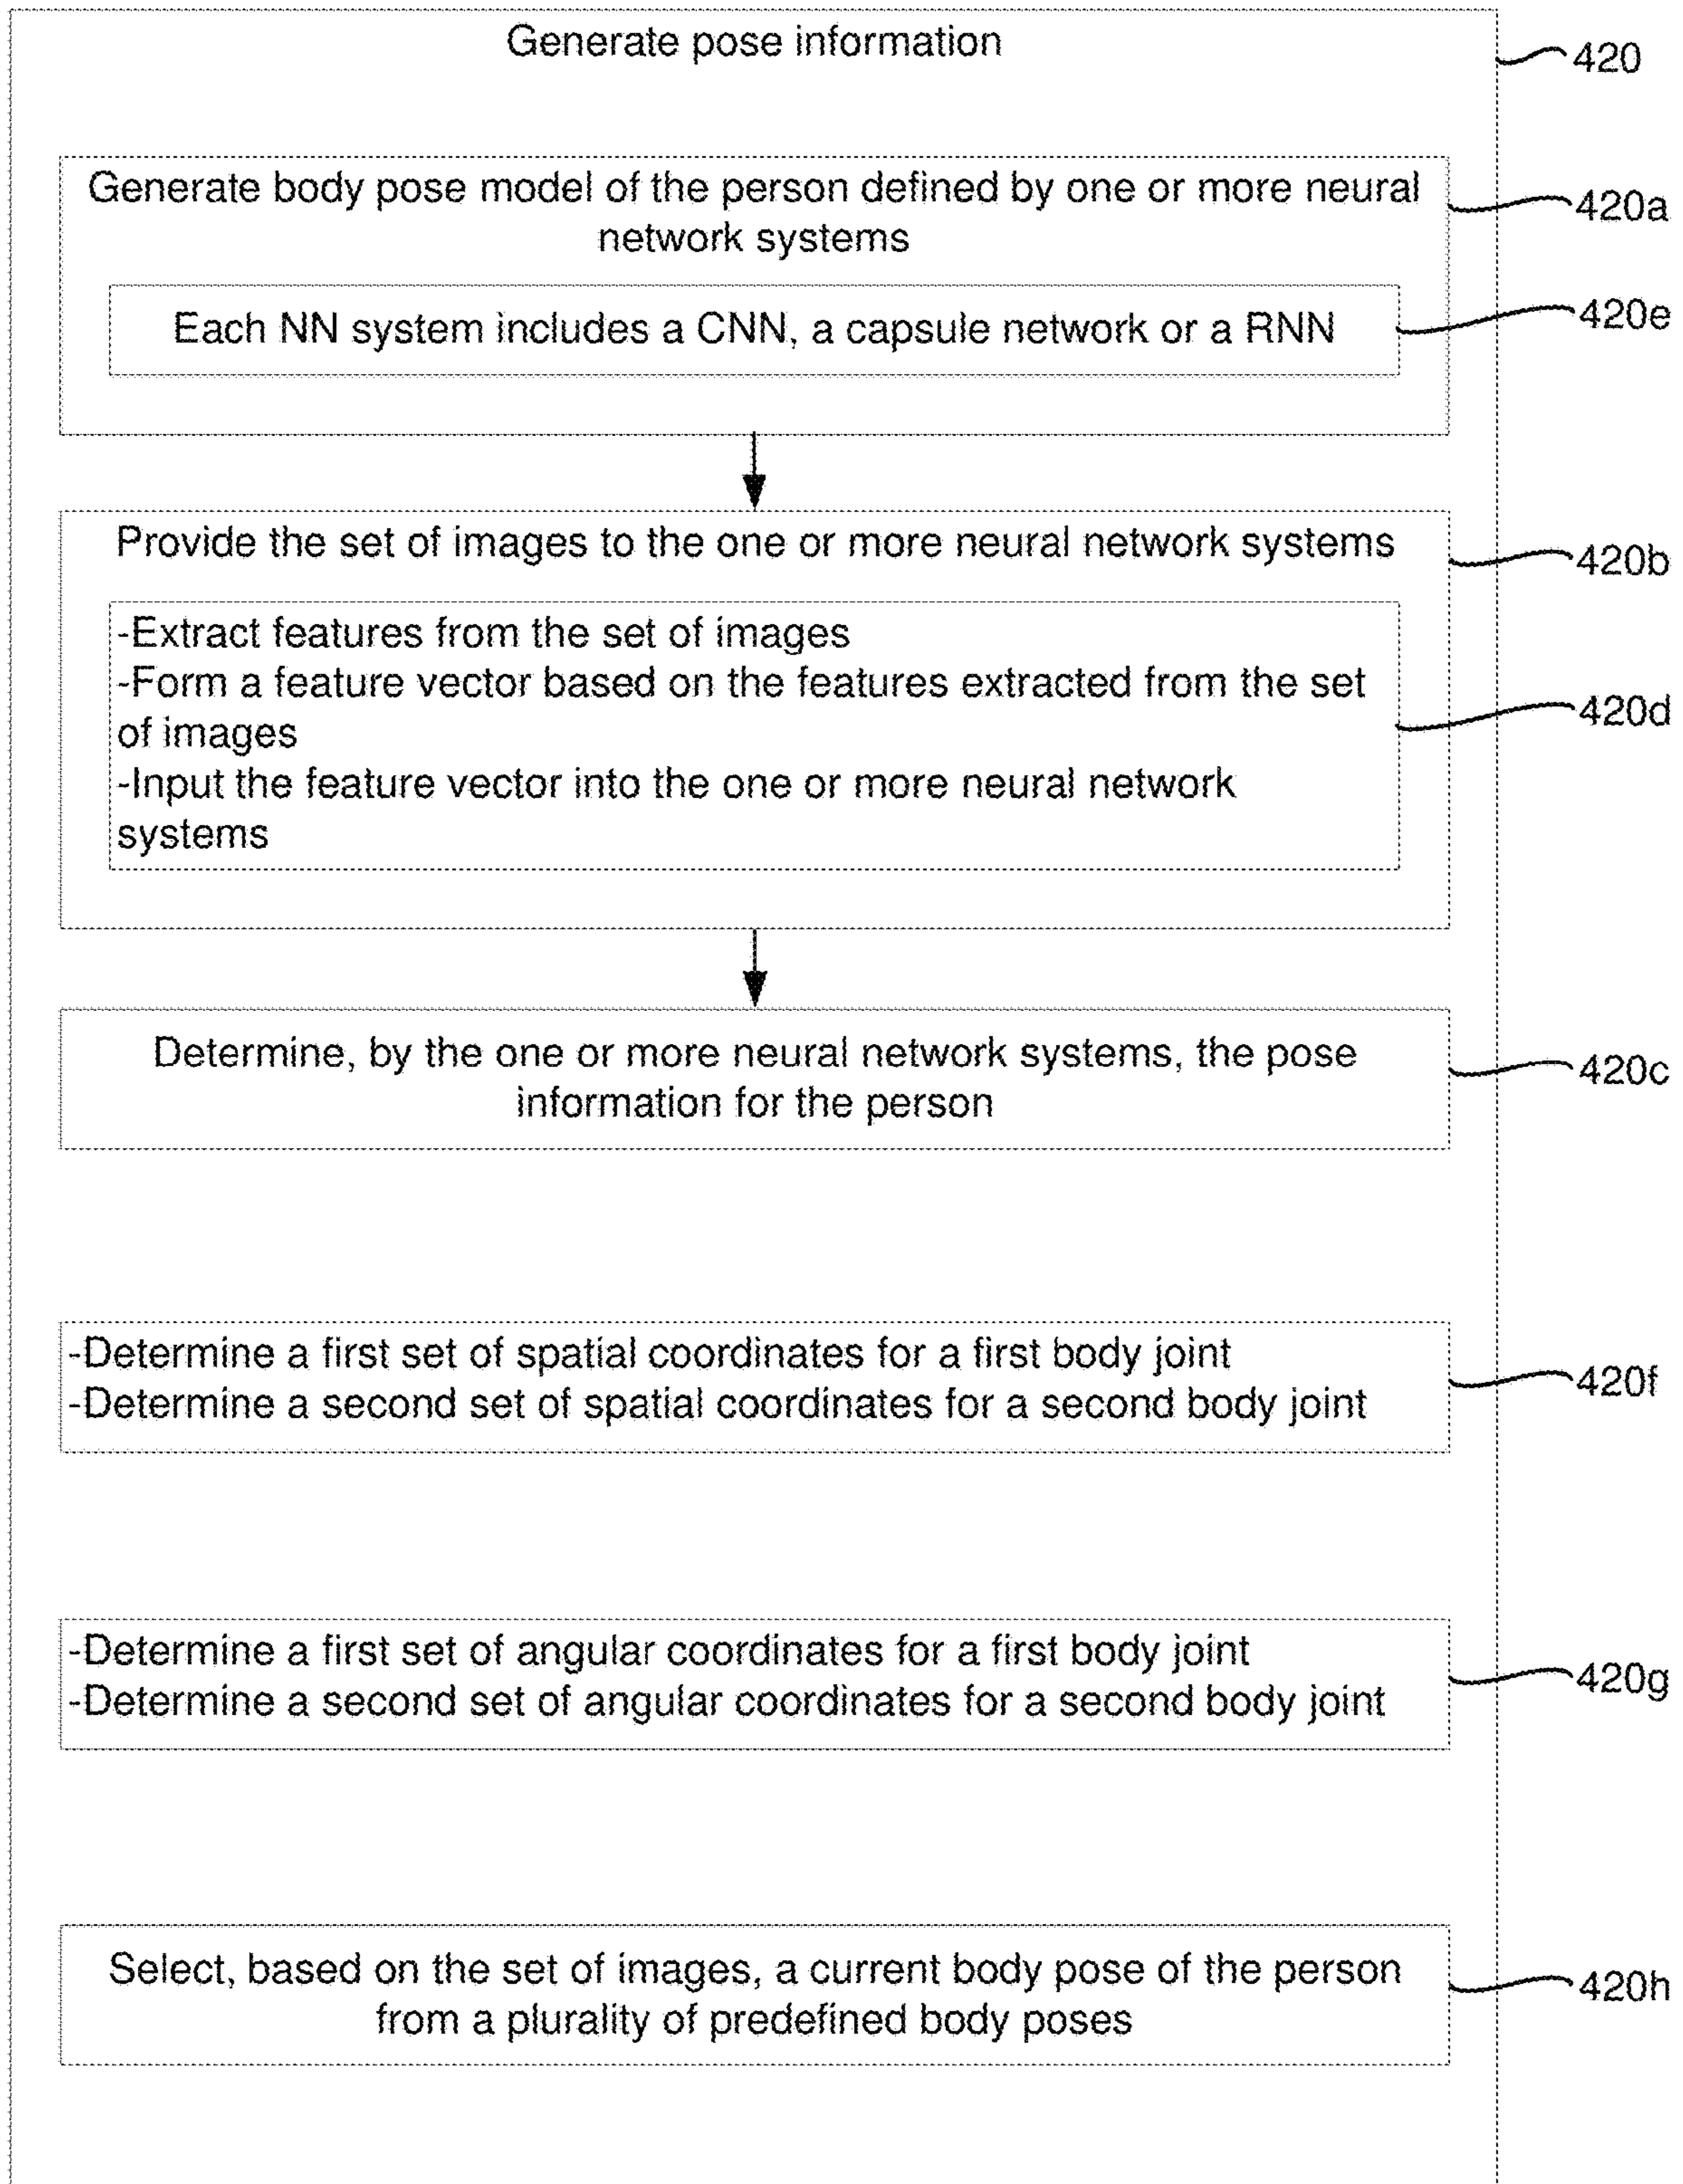 Generate pose information
420
Generate body pose model of the person defined by one or more neural
network systems
420a
Each NN system includes a CNN, a capsule network or a RNN
420e
Provide the set of images to the one or more neural network systems
420b
-Extract features from the set of images
-Form a feature vector based on the features extracted from the set
of images
-Input the feature vector into the one or more neural network
systems
420d
Determine, by the one or more neural network systems, the pose
information for the person
420c
-Determine a first set of spatial coordinates for a first body joint
-Determine a second set of spatial coordinates for a second body joint
420f
-Determine a first set of angular coordinates for a first body joint
-Determine a second set of angular coordinates for a second body joint
420g
Select, based on the set of images, a current body pose of the person
from a plurality of predefined body poses
420h